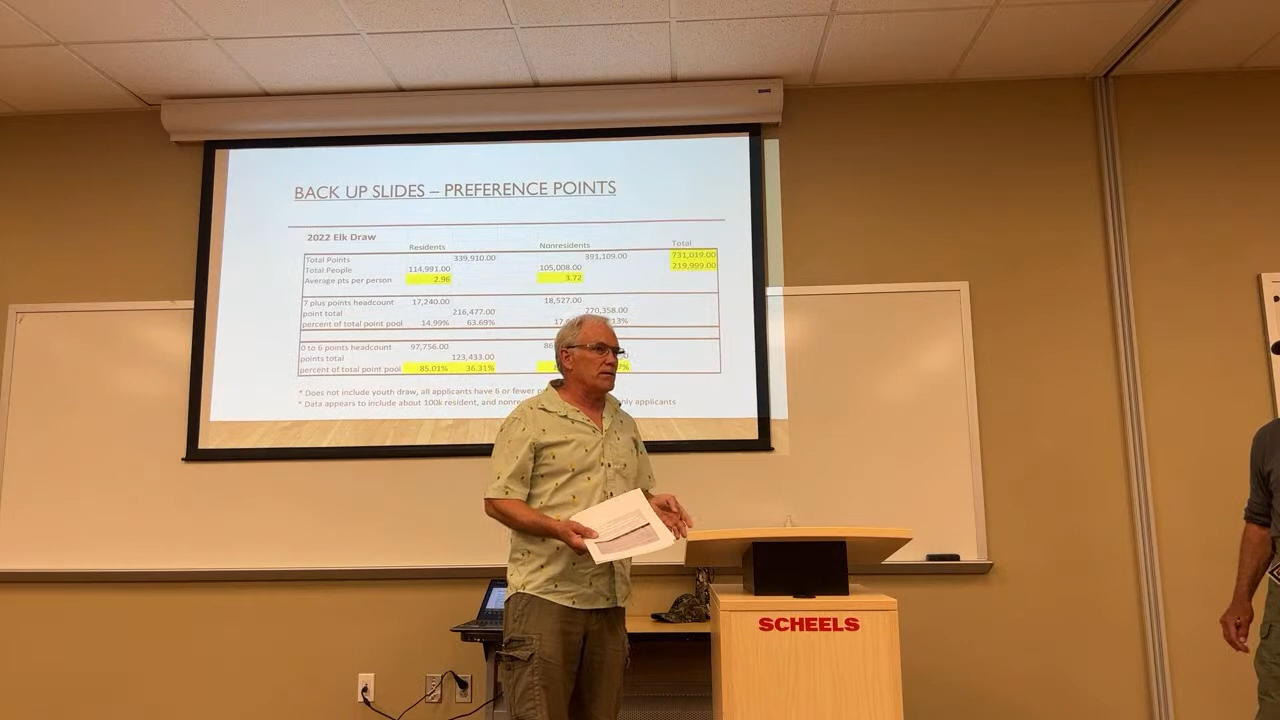 BACK UP SLIDES – PREFERENCE POINTS
2022 Elk Draw
Residents Nonresidents Total
Total Points 339,910.00 391,109.00 731,019.00
Total People 114,991.00 105,008.00 219,999.00
Average pts per person 2.96 3.72
7 plus points headcount 17,240.00 18,527.00
point total 216,477.00 270,358.00
percent of total point pool 14.99% 63.69%
0 to 6 points headcount 97,756.00
points total 123,433.00
percent of total point pool 85.01% 36.31%
* Does not include youth draw, all applicants have 6 or fewer
* Data appears to include about 100k resident, and applicants
SCHEELS